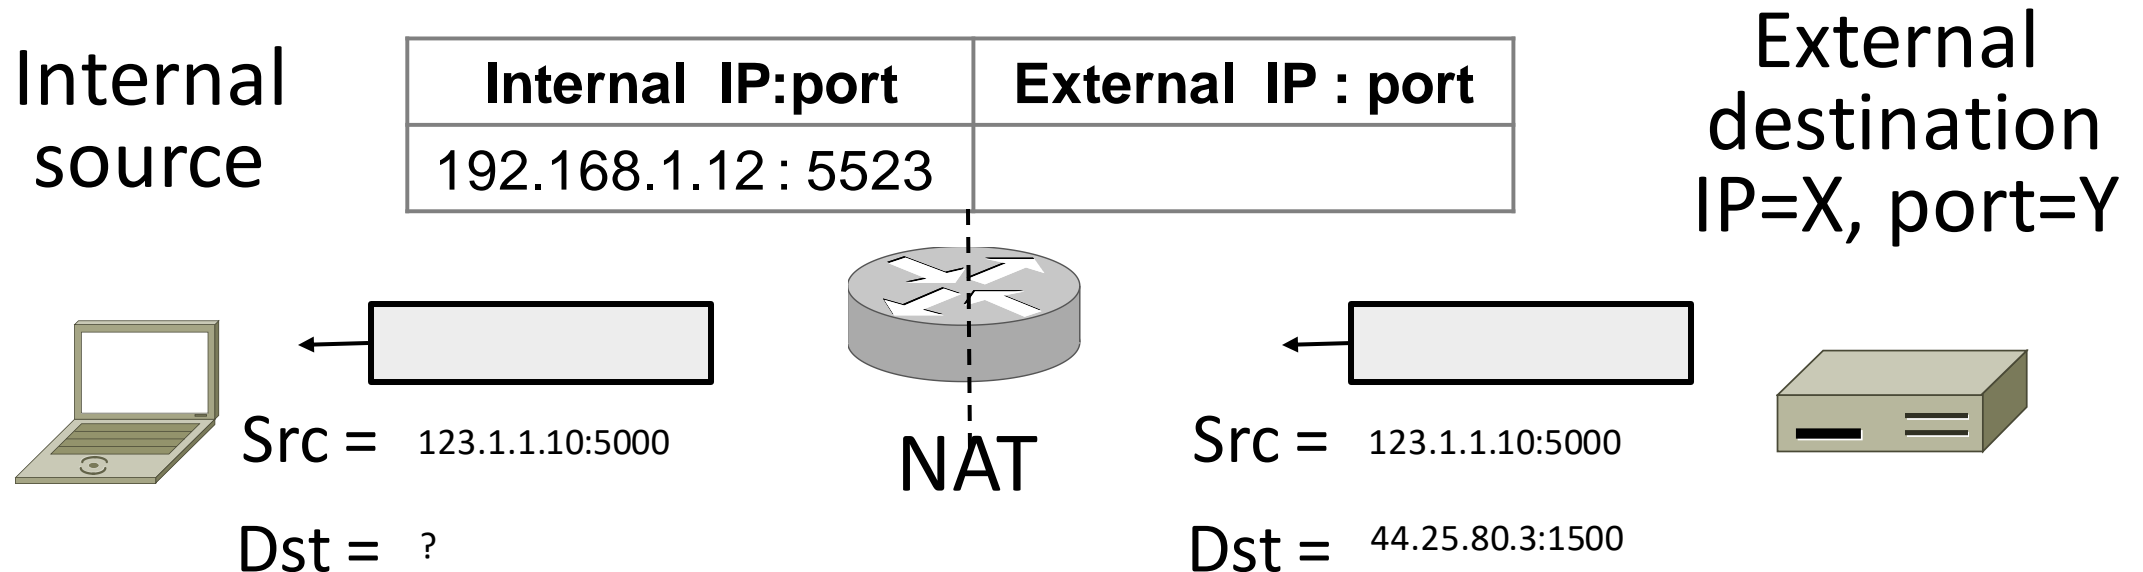 Internal
source
Internal IP:port
External IP : port
192.168.1.12 : 5523
External
destination
IP=X, port=Y
Src = 123.1.1.10:5000
Dst = ?
NAT
Src = 123.1.1.10:5000
Dst = 44.25.80.3:1500